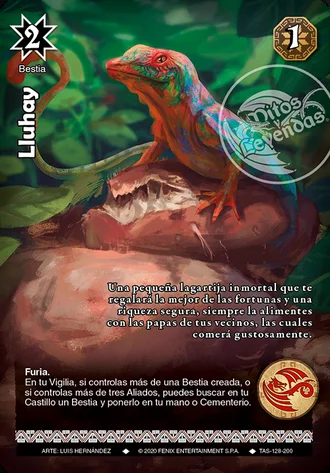 2
1
Bestia
Lluhay
Mitos
y
Leyendas
Una pequeña lagartija inmortal que te
regalará la mejor de las fortunas y una
riqueza segura, siempre la alimentes
con las papas de tus vecinos, las cuales
comerá gustosamente.
Furia.
En tu Vigilia, si controlas más de una Bestia creada, o
si controlas más de tres Aliados, puedes buscar en tu
Castillo un Bestia y ponerlo en tu mano o Cementerio.
ARTE: LUIS HERNÁNDEZ © 2020 FENIX ENTERTAINMENT S.P.A. TAS-128-200